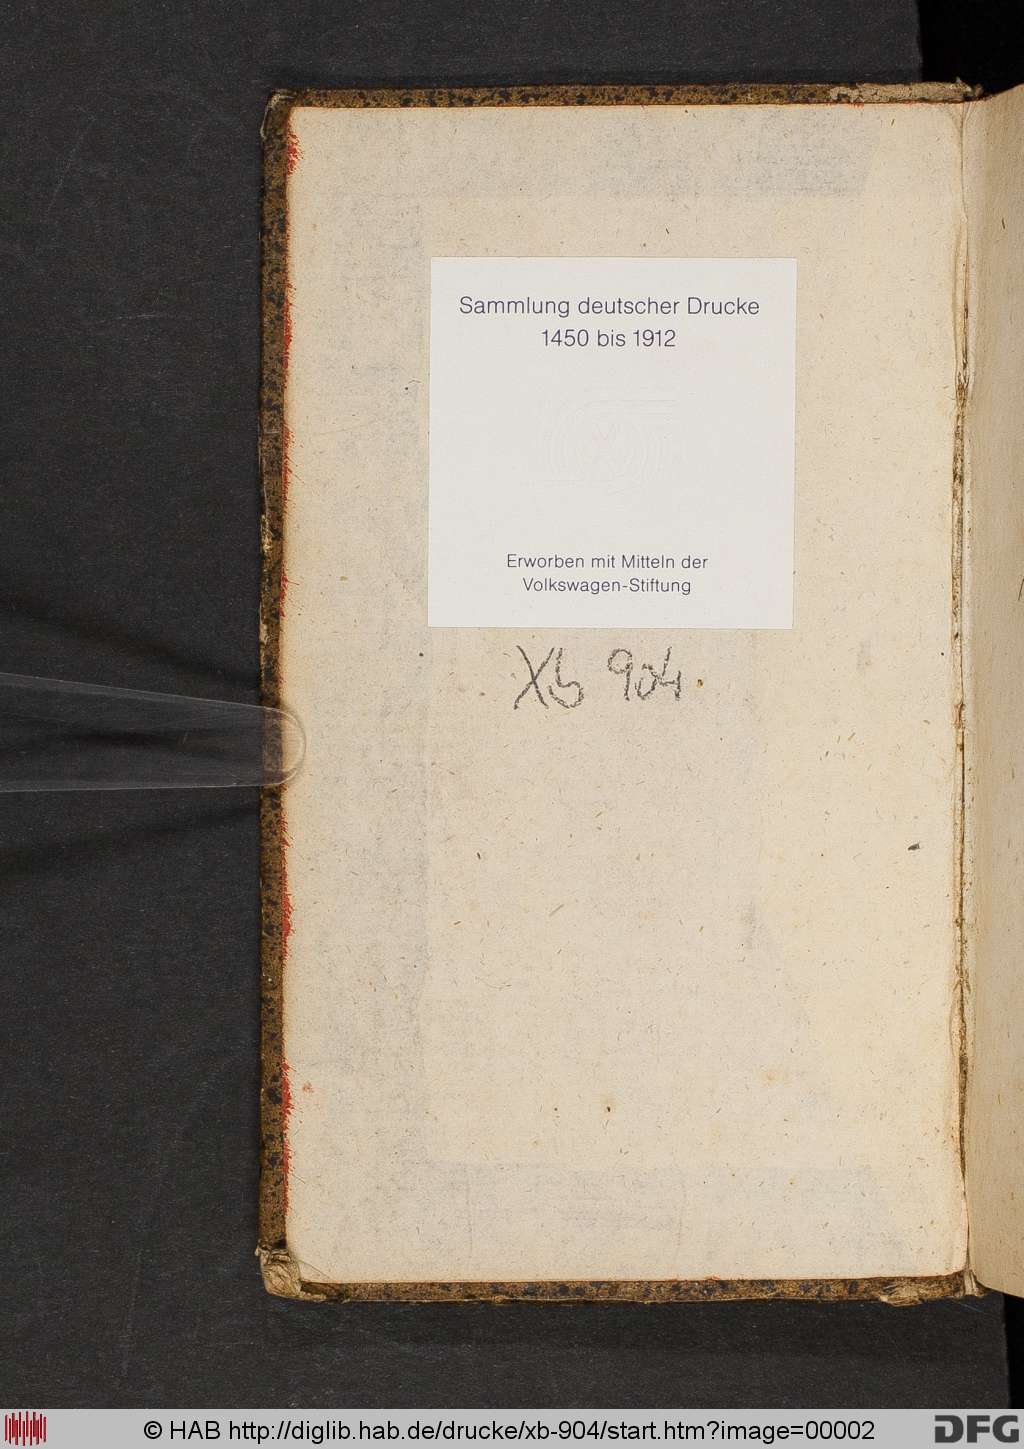 Sammlung deutscher Drucke
1450 bis 1912
Erworben mit Mitteln der
Volkswagen-Stiftung
Xb 904
© HAB http://diglib.hab.de/drucke/xb-904/start.htm?image=00002
DFG